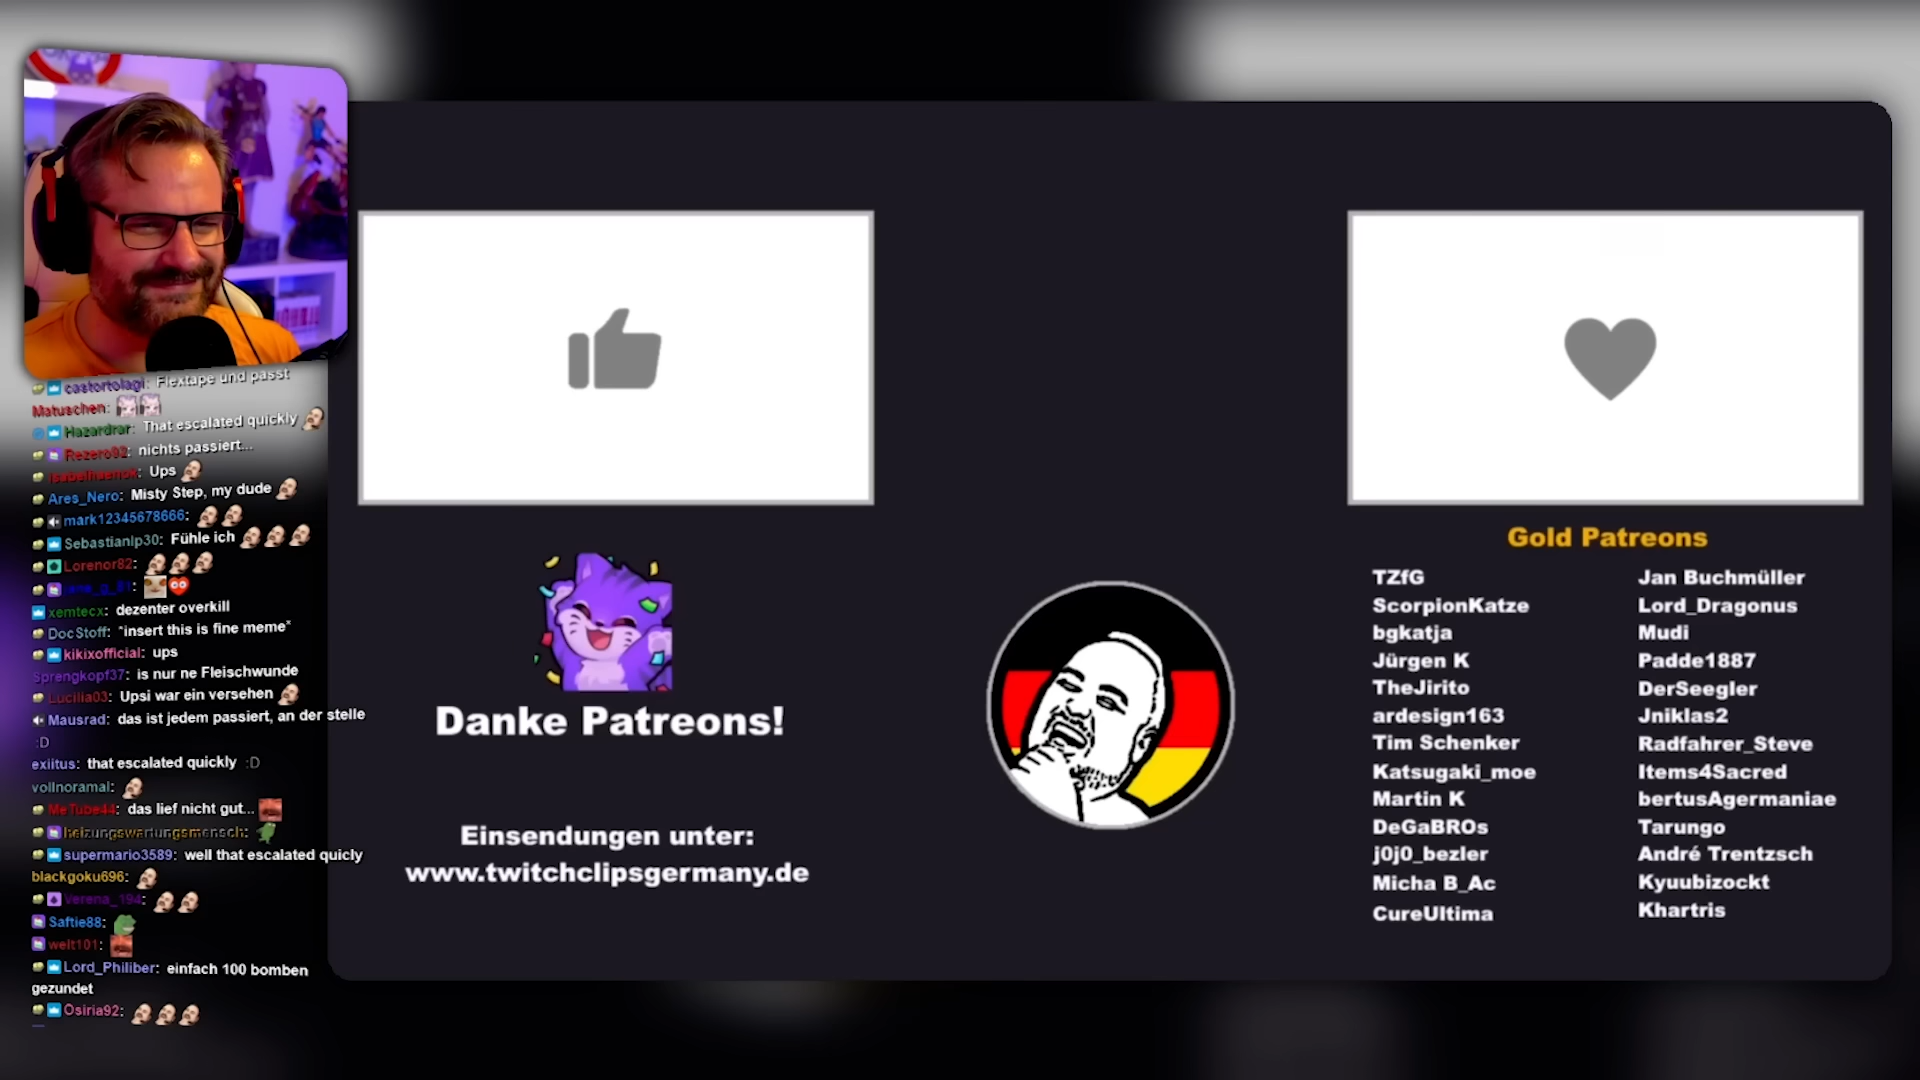 castortolagi: Flextape und passt
Matuschen:
Hazardrar: That escalated quickly
Rezero92: nichts passiert...
Ups
Ares_Nero: Misty Step, my dude
mark12345678666:
Sebastianlp30: Fühle ich
Lorenor82:
xemtecx: dezenter overkill
DocStoff: *insert this is fine meme*
kikixofficial: ups
Sprengkopf37: is nur ne Fleischwunde
Lucilia03: Upsi war ein versehen
Mausrad: das ist jedem passiert, an der stelle
:D
exiitus: that escalated quickly :D
vollnoramal:
MeTube44: das lief nicht gut...
heizungswartungsmensch:
supermario3589: well that escalated quicly
blackgoku696:
Verena_194:
Saftie88:
welt101:
Lord_Philiber: einfach 100 bomben
gezundet
Osiria92:
Danke Patreons!
Einsendungen unter:
www.twitchclipsgermany.de
Gold Patreons
TZfG
ScorpionKatze
bgkatja
Jürgen K
TheJirito
ardesign163
Tim Schenker
Katsugaki_moe
Martin K
DeGaBROs
j0j0_bezler
Micha B_Ac
CureUltima
Jan Buchmüller
Lord_Dragonus
Mudi
Padde1887
DerSeegler
Jniklas2
Radfahrer_Steve
Items4Sacred
bertusAgermaniae
Tarungo
André Trentzsch
Kyuubizockt
Khartris